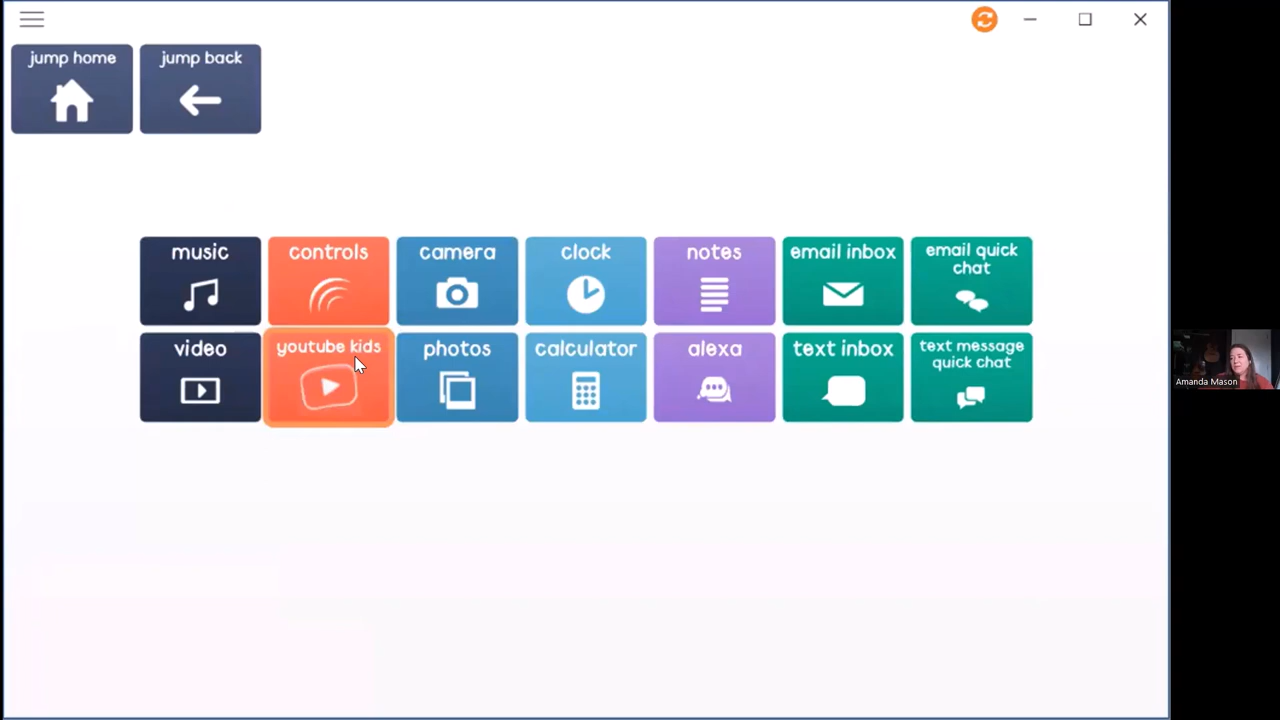 jump home
jump back
music
controls
camera
clock
notes
email inbox
email quick
chat
video
youtube kids
photos
calculator
alexa
text inbox
text message
quick chat
Amanda Mason